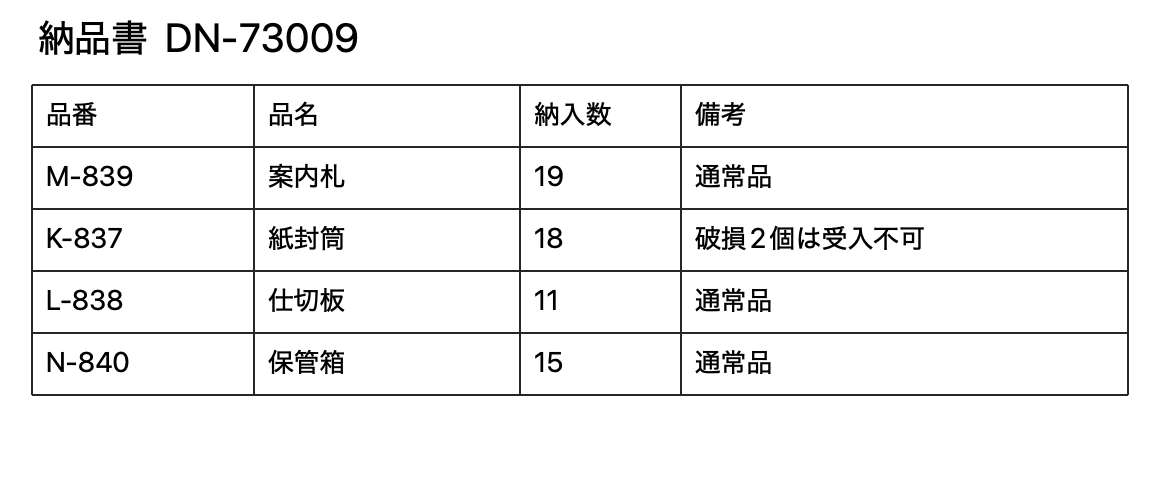 納品書 DN-73009
品番 品名 納入数 備考
M-839 案内札 19 通常品
K-837 紙封筒 18 破損2個は受入不可
L-838 仕切板 11 通常品
N-840 保管箱 15 通常品